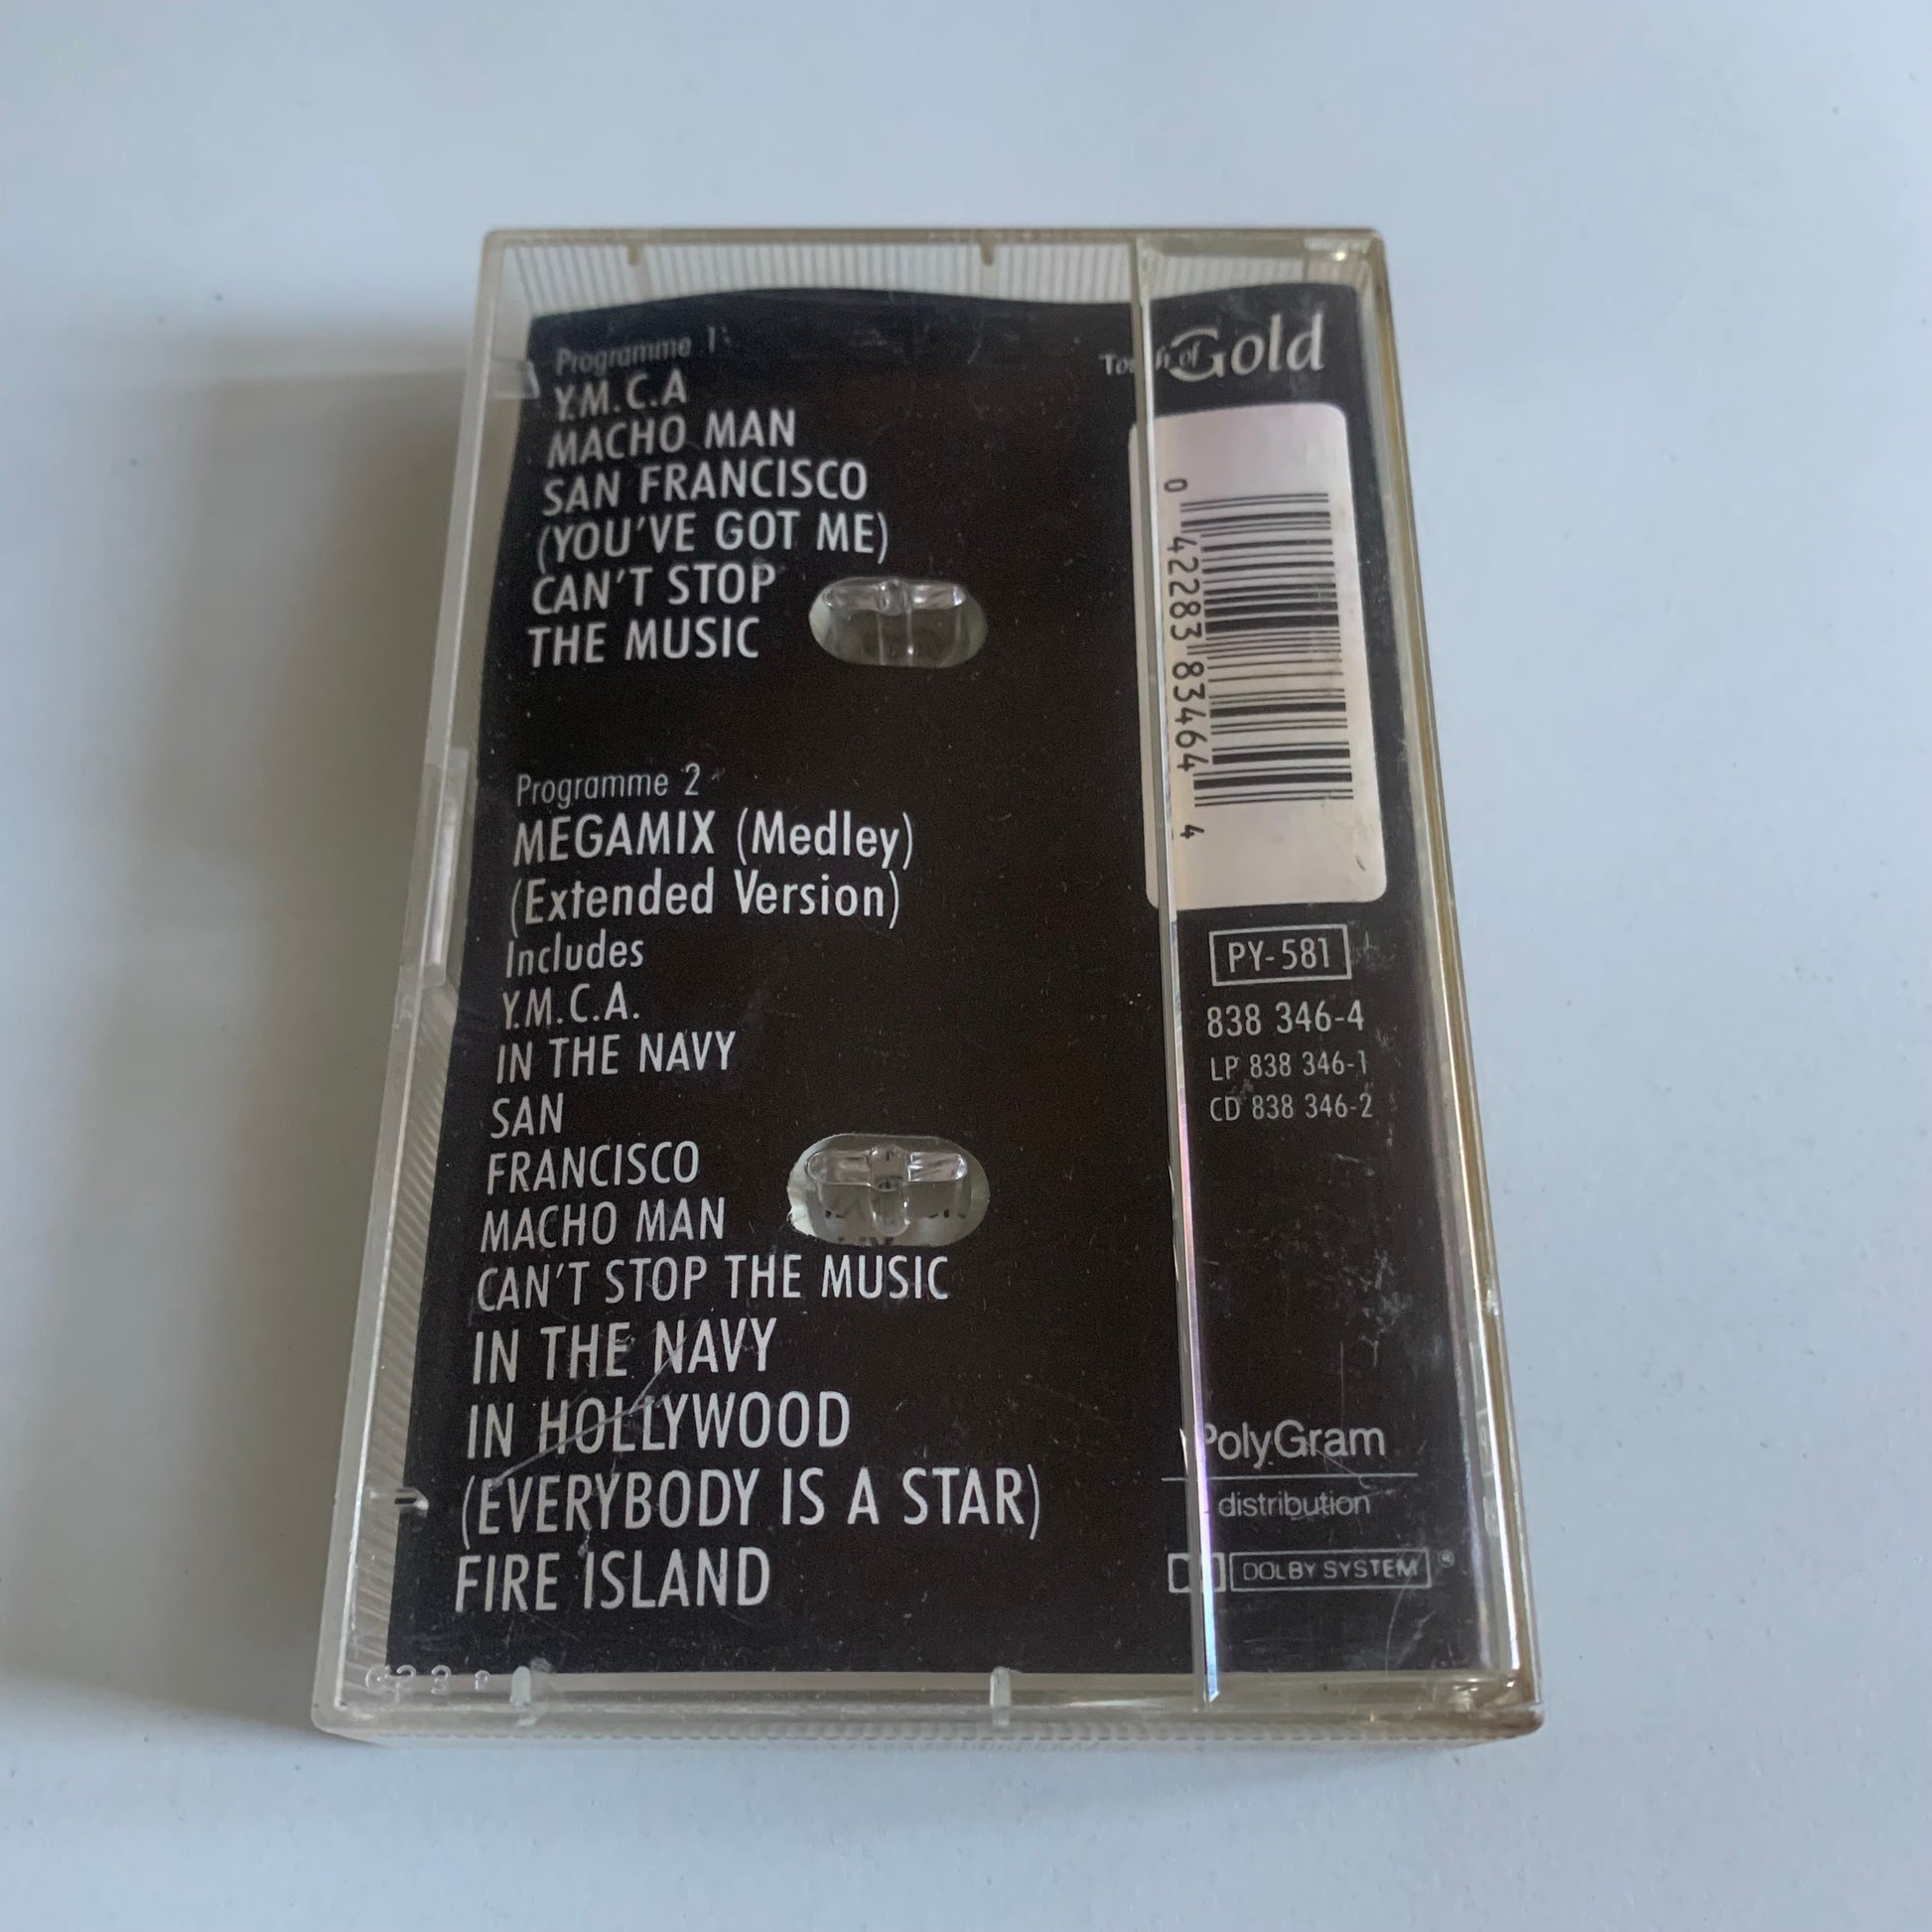 Programme 1
Y.M.C.A
MACHO MAN
SAN FRANCISCO
(YOU'VE GOT ME)
CAN'T STOP
THE MUSIC
Programme 2
MEGAMIX (Medley)
(Extended Version)
Includes
Y.M.C.A.
IN THE NAVY
SAN
FRANCISCO
MACHO MAN
CAN'T STOP THE MUSIC
IN THE NAVY
IN HOLLYWOOD
(EVERYBODY IS A STAR)
FIRE ISLAND
of Gold
0 42283 83464 4
PY-581
838 346-4
LP 838 346-1
CD 838 346-2
PolyGram
distribution
DOLBY SYSTEM ®